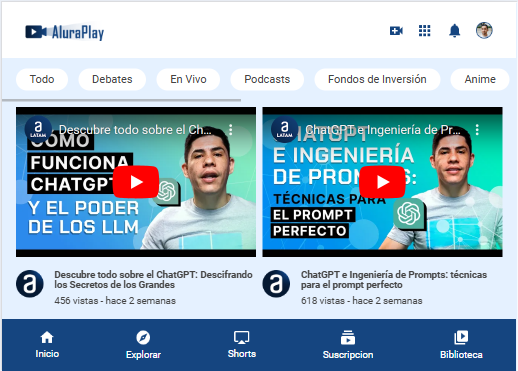 AluraPlay
Todo
Debates
En Vivo
Podcasts
Fondos de Inversión
Anime
a
LATAM
Descubre todo sobre el Ch...
CÓMO
FUNCIONA
CHATGPT
Y EL PODER
DE LOS LLM
a
LATAM
ChatGPT e Ingeniería de Pr...
CHATGPT
E INGENIERÍA
DE PROMPTS:
TÉCNICAS PARA
EL PROMPT
PERFECTO
a
Descubre todo sobre el ChatGPT: Descifrando
los Secretos de los Grandes
456 vistas - hace 2 semanas
a
ChatGPT e Ingeniería de Prompts: técnicas
para el prompt perfecto
618 vistas - hace 2 semanas
Inicio
Explorar
Shorts
Suscripcion
Biblioteca